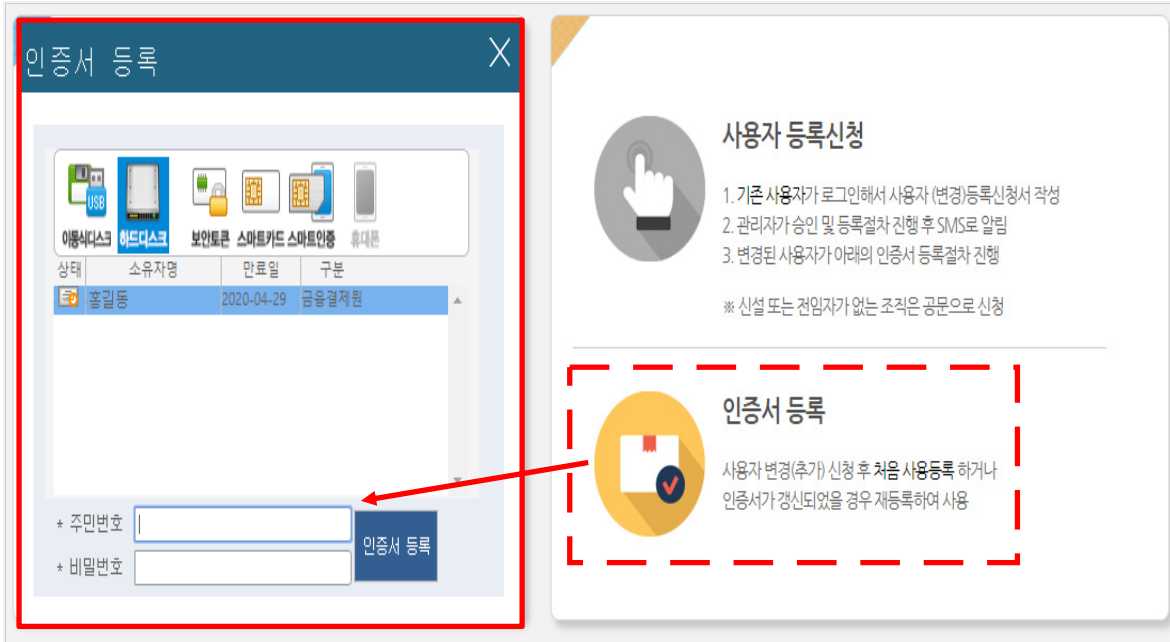 인증서 등록
X
USB
이동식디스크 하드디스크 보안토큰 스마트카드 스마트인증 휴대폰
상태 소유자명 만료일 구분
홍길동 2020-04-29 금융결제원
* 주민번호
* 비밀번호
인증서 등록
사용자 등록신청
1. 기존 사용자가 로그인해서 사용자 (변경)등록신청서 작성
2. 관리자가 승인 및 등록절차 진행 후 SMS로 알림
3. 변경된 사용자가 아래의 인증서 등록절차 진행
※ 신설 또는 전임자가 없는 조직은 공문으로 신청
인증서 등록
사용자 변경(추가) 신청 후 처음 사용등록 하거나
인증서가 갱신되었을 경우 재등록하여 사용